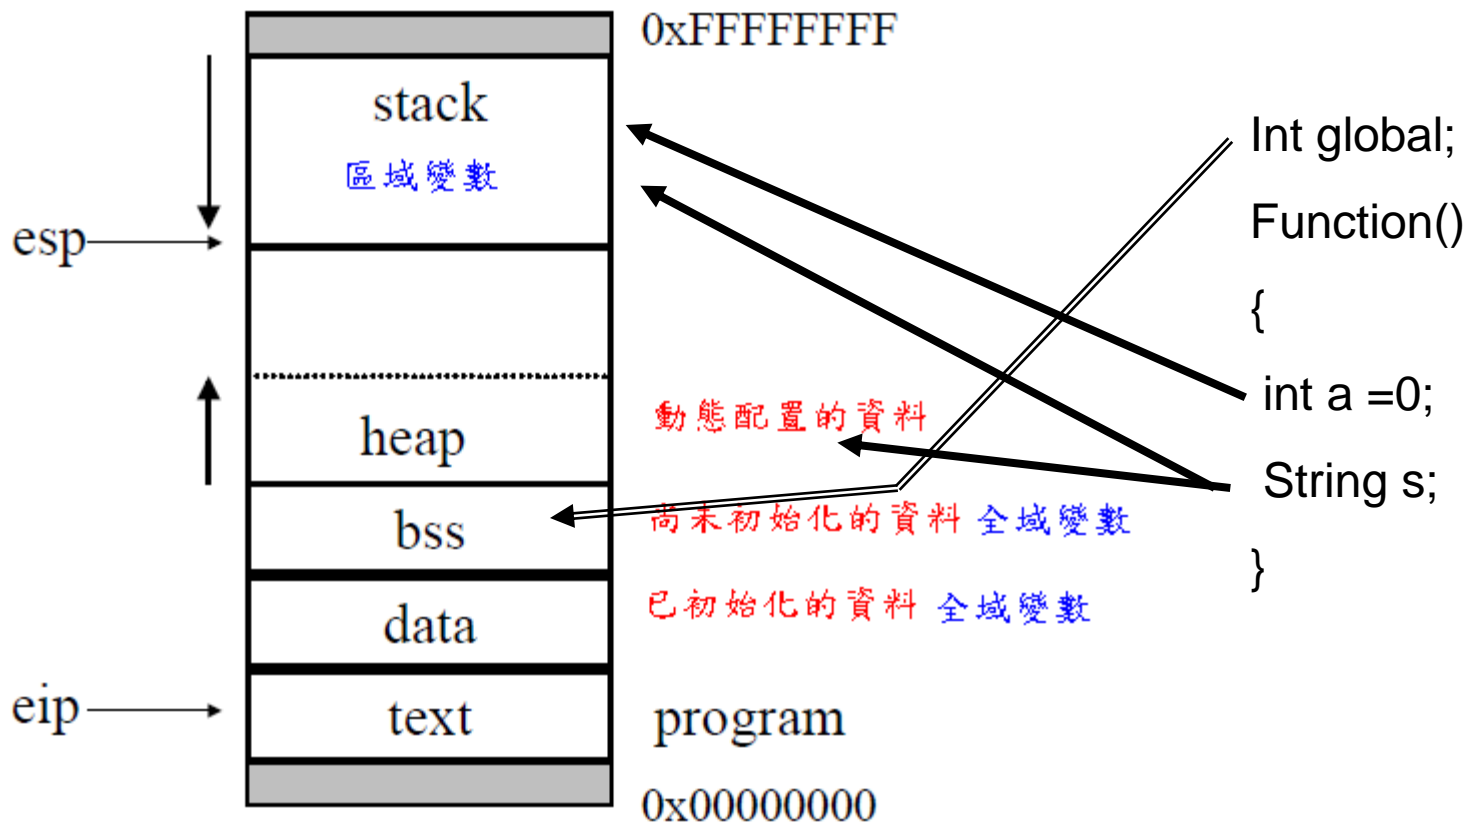 0xFFFFFFFF
stack
區域變數
esp
heap
動態配置的資料
bss
尚未初始化的資料 全域變數
data
已初始化的資料 全域變數
eip
text
program
0x00000000
Int global;
Function()
{
int a =0;
String s;
}